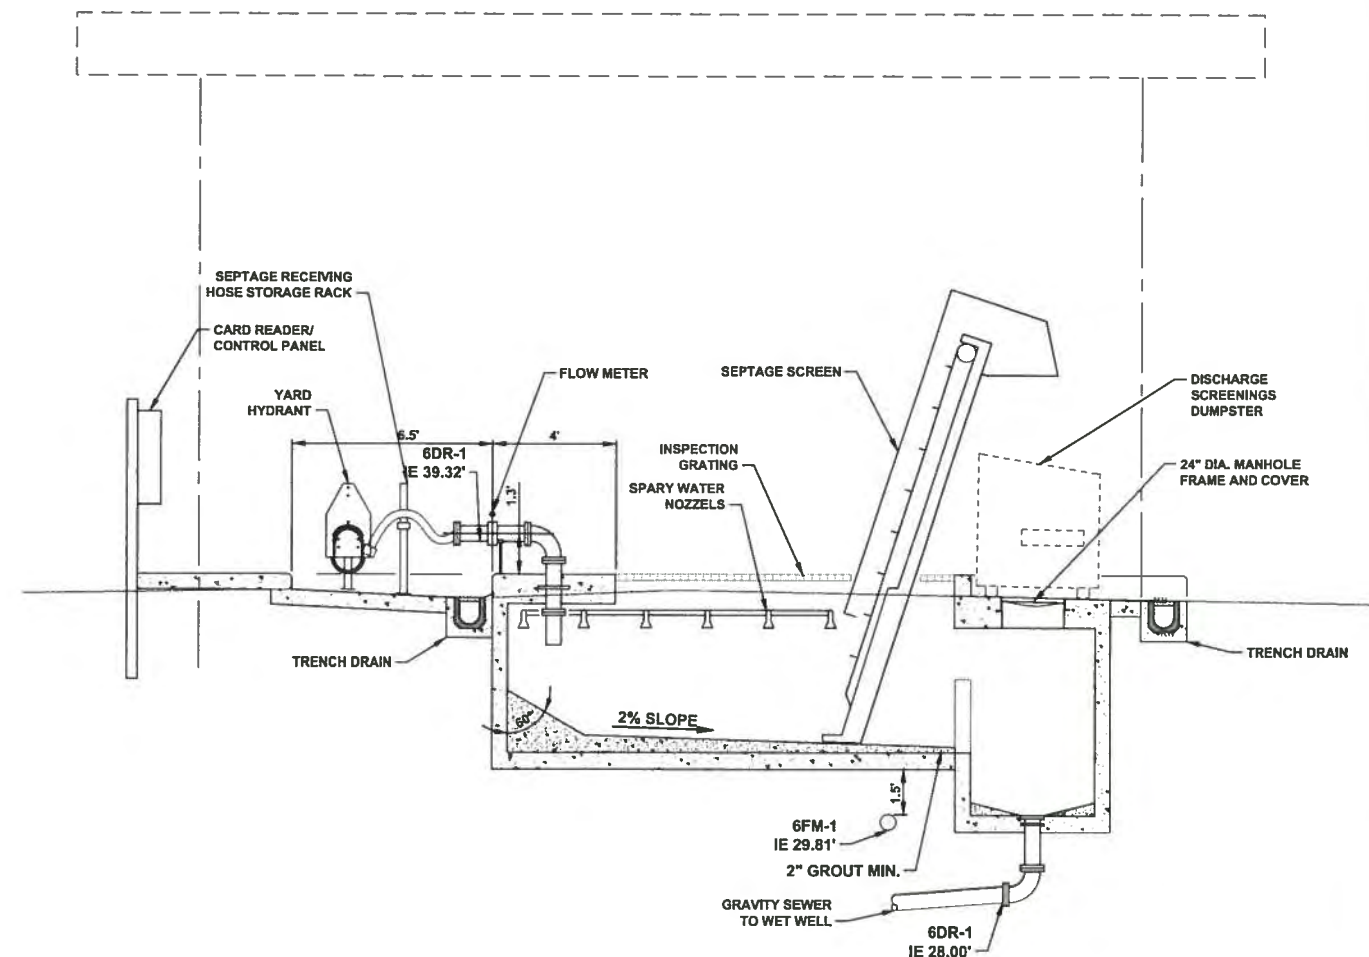 SEPTAGE RECEIVING
HOSE STORAGE RACK
CARD READER/
CONTROL PANEL
YARD
HYDRANT
FLOW METER
6.5'
4'
6DR-1
IE 39.32'
1.3'
SEPTAGE SCREEN
INSPECTION
GRATING
SPARY WATER
NOZZELS
DISCHARGE
SCREENINGS
DUMPSTER
24" DIA. MANHOLE
FRAME AND COVER
TRENCH DRAIN
TRENCH DRAIN
60°
2% SLOPE
1.5'
6FM-1
IE 29.81'
2" GROUT MIN.
GRAVITY SEWER
TO WET WELL
6DR-1
IE 28.00'